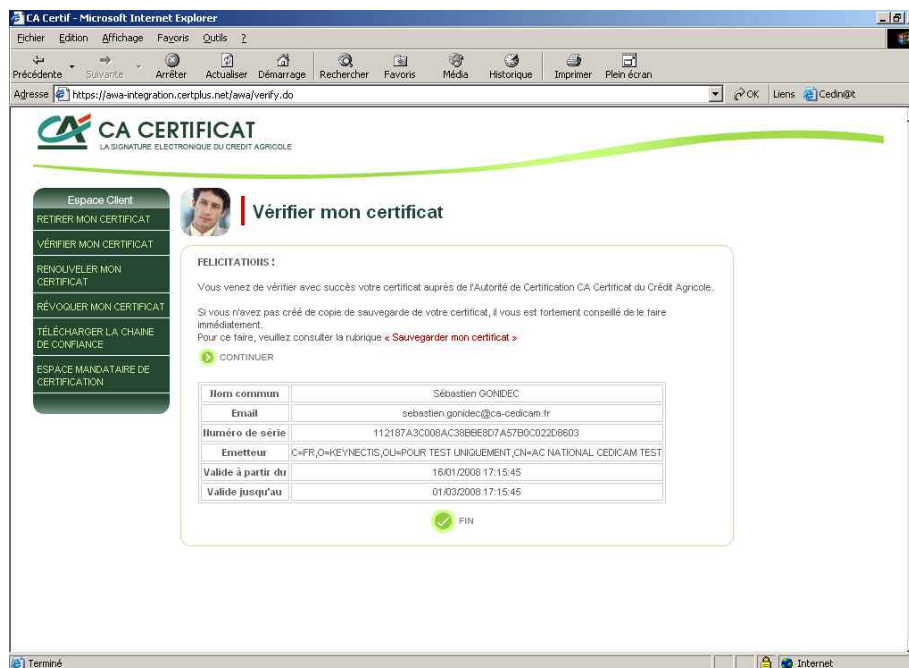 CA Certif - Microsoft Internet Explorer
Fichier Edition Affichage Favoris Outils ?
Précédente Suivante Arrêter Actualiser Démarrage Rechercher Favoris Média Historique Imprimer Plein écran
Adresse https://awa-integration.certplus.net/awa/verify.do OK Liens Cedin@t
CA CERTIFICAT
LA SIGNATURE ELECTRONIQUE DU CREDIT AGRICOLE
Espace Client
RETIRER MON CERTIFICAT
VÉRIFIER MON CERTIFICAT
RENOUVELER MON
CERTIFICAT
RÉVOQUER MON CERTIFICAT
TÉLÉCHARGER LA CHAINE
DE CONFIANCE
ESPACE MANDATAIRE DE
CERTIFICATION
Vérifier mon certificat
FELICITATIONS !
Vous venez de vérifier avec succès votre certificat auprès de l'Autorité de Certification CA Certificat du Crédit Agricole.
Si vous n'avez pas créé de copie de sauvegarde de votre certificat, il vous est fortement conseillé de le faire
immédiatement.
Pour ce faire, veuillez consulter la rubrique « Sauvegarder mon certificat »
CONTINUER
Nom commun Sébastien GONIDEC
Email sebastien.gonidec@ca-cedicam.fr
Numéro de série 112187A3C008AC38BBE8D7A57B0C022D8603
Emetteur C=FR,O=KEYNECTIS,OU=POUR TEST UNIQUEMENT,CN=AC NATIONAL CEDICAM TEST
Valide à partir du 16/01/2008 17:15:45
Valide jusqu'au 01/03/2008 17:15:45
FIN
Terminé Internet